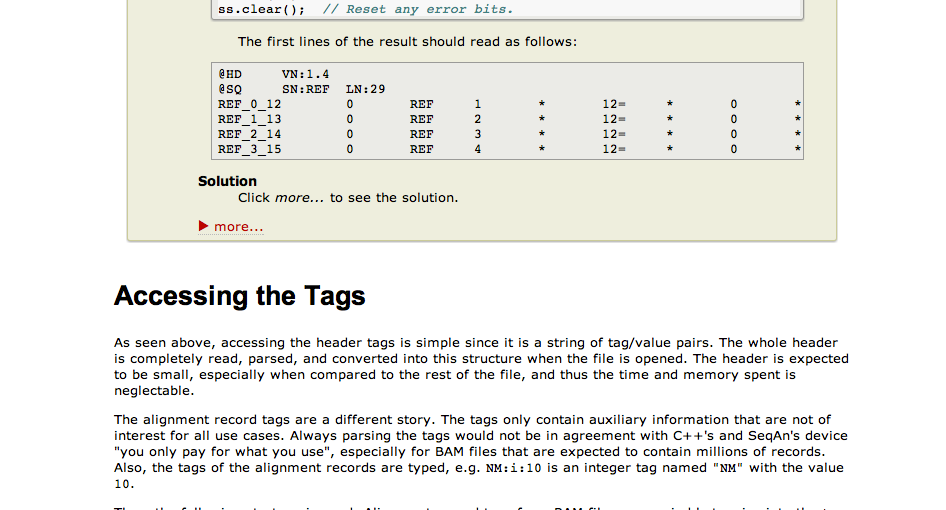 ss.clear();  // Reset any error bits.
The first lines of the result should read as follows:
@HD VN:1.4
@SQ SN:REF LN:29
REF_0_12 0 REF 1 * 12= * 0 *
REF_1_13 0 REF 2 * 12= * 0 *
REF_2_14 0 REF 3 * 12= * 0 *
REF_3_15 0 REF 4 * 12= * 0 *
Solution
Click more... to see the solution.
more...
Accessing the Tags
As seen above, accessing the header tags is simple since it is a string of tag/value pairs. The whole header
is completely read, parsed, and converted into this structure when the file is opened. The header is expected
to be small, especially when compared to the rest of the file, and thus the time and memory spent is
neglectable.
The alignment record tags are a different story. The tags only contain auxiliary information that are not of
interest for all use cases. Always parsing the tags would not be in agreement with C++'s and SeqAn's device
"you only pay for what you use", especially for BAM files that are expected to contain millions of records.
Also, the tags of the alignment records are typed, e.g. NM:i:10 is an integer tag named "NM" with the value
10.